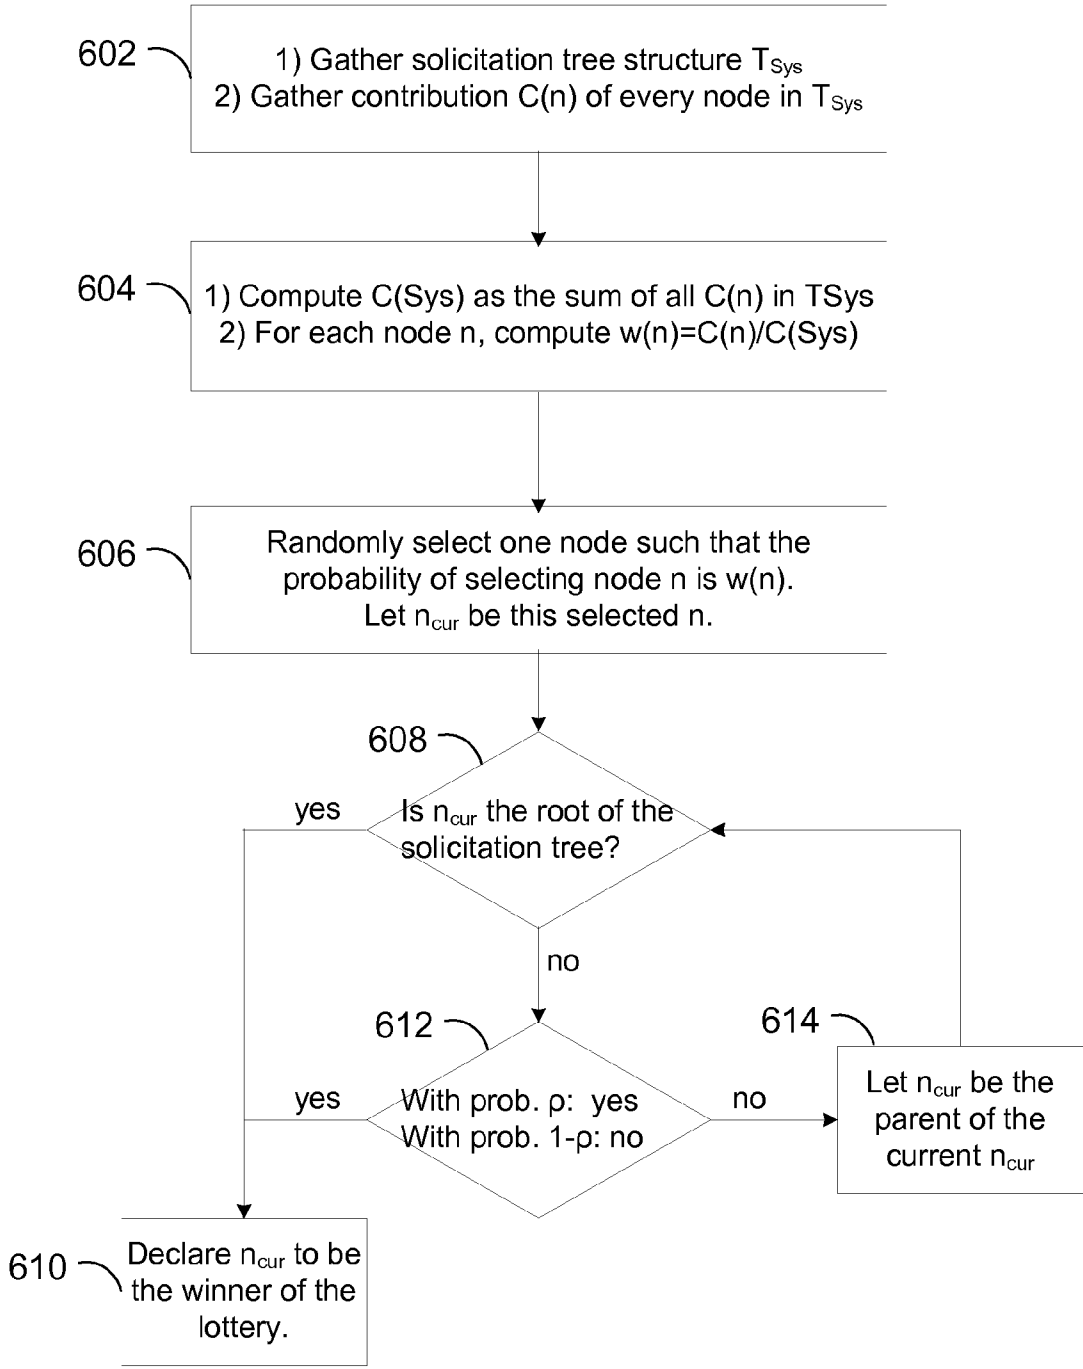 602
1) Gather solicitation tree structure TSys
2) Gather contribution C(n) of every node in TSys
604
1) Compute C(Sys) as the sum of all C(n) in TSys
2) For each node n, compute w(n)=C(n)/C(Sys)
606
Randomly select one node such that the
probability of selecting node n is w(n).
Let ncur be this selected n.
608
yes
Is ncur the root of the
solicitation tree?
no
612
614
yes
With prob. ρ: yes
With prob. 1-ρ: no
no
Let ncur be the
parent of the
current ncur
610
Declare ncur to be
the winner of the
lottery.